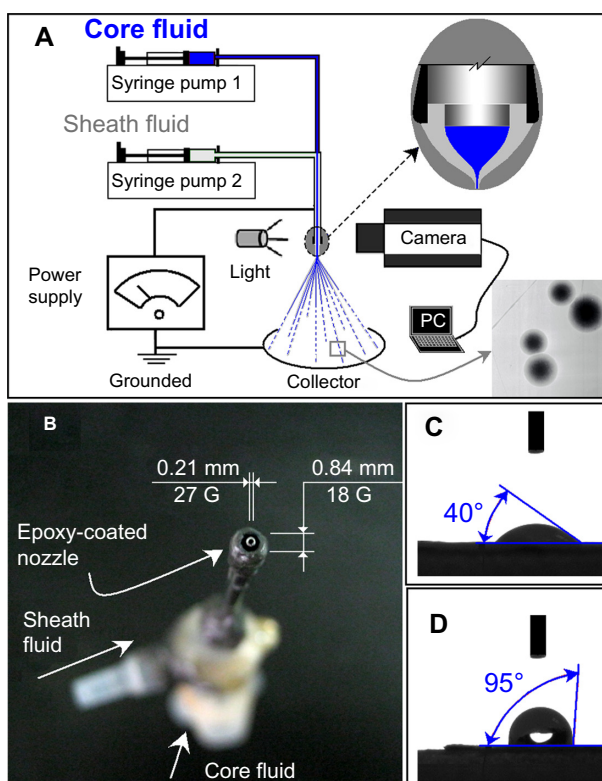 A
Core fluid
Syringe pump 1
Sheath fluid
Syringe pump 2
Power
supply
Light
Camera
PC
Grounded
Collector
B
0.21 mm
27 G
0.84 mm
18 G
Epoxy-coated
nozzle
Sheath
fluid
Core fluid
C
40°
D
95°